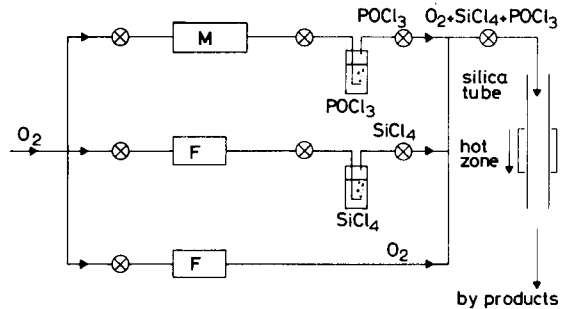 POCl3
O2+SiCl4+POCl3
M
POCl3
silica
tube
O2
SiCl4
hot
zone
F
SiCl4
O2
F
by products